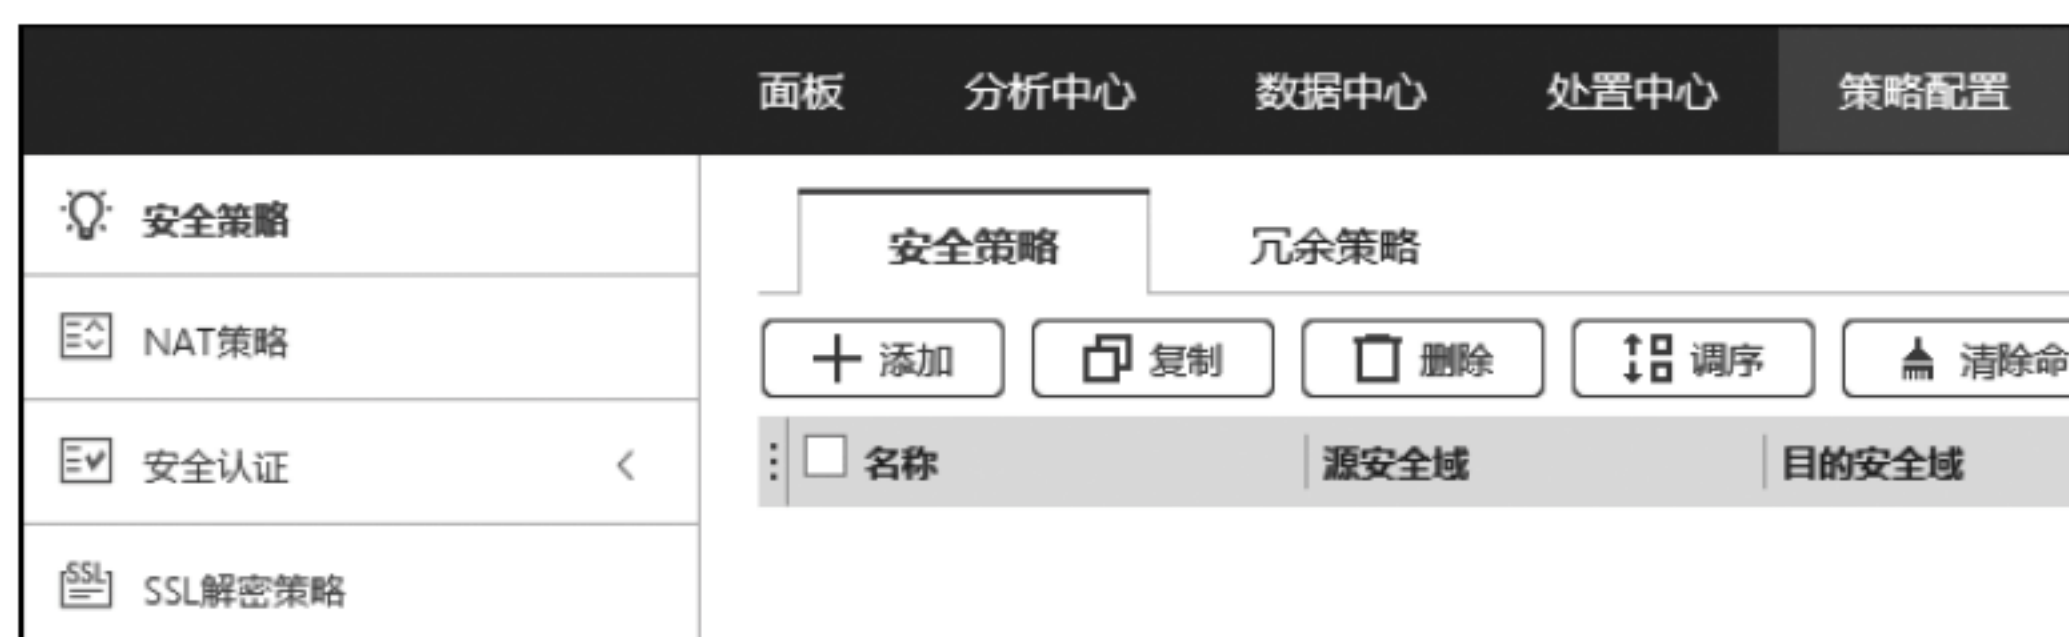 面板 分析中心 数据中心 处置中心 策略配置
安全策略
NAT策略
安全认证
SSL解密策略
安全策略 冗余策略
添加 复制 删除 调序 清除命
名称 源安全域 目的安全域